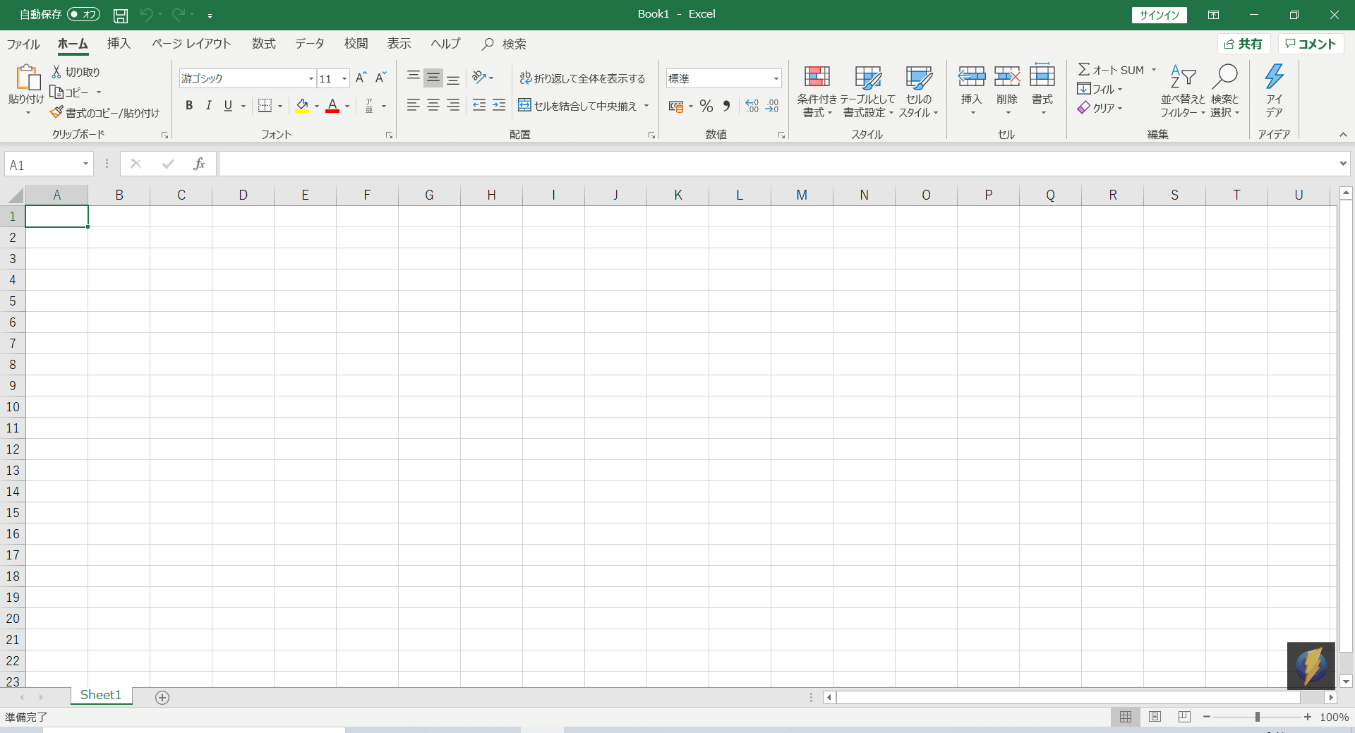 自動保存 オフ
Book1 - Excel
サインイン
ファイル ホーム 挿入 ページ レイアウト 数式 データ 校閲 表示 ヘルプ 検索
共有 コメント
貼り付け
切り取り
コピー
書式のコピー/貼り付け
クリップボード
游ゴシック 11
B I U
フォント
折り返して全体を表示する
セルを結合して中央揃え
配置
標準
% 
数値
条件付き
書式
テーブルとして
書式設定
セルの
スタイル
スタイル
挿入 削除 書式
セル
オート SUM
フィル
クリア
並べ替えと
フィルター
検索と
選択
編集
アイ
デア
アイデア
A1
fx
A B C D E F G H I J K L M N O P Q R S T U
1
2
3
4
5
6
7
8
9
10
11
12
13
14
15
16
17
18
19
20
21
22
23
Sheet1
準備完了
100%